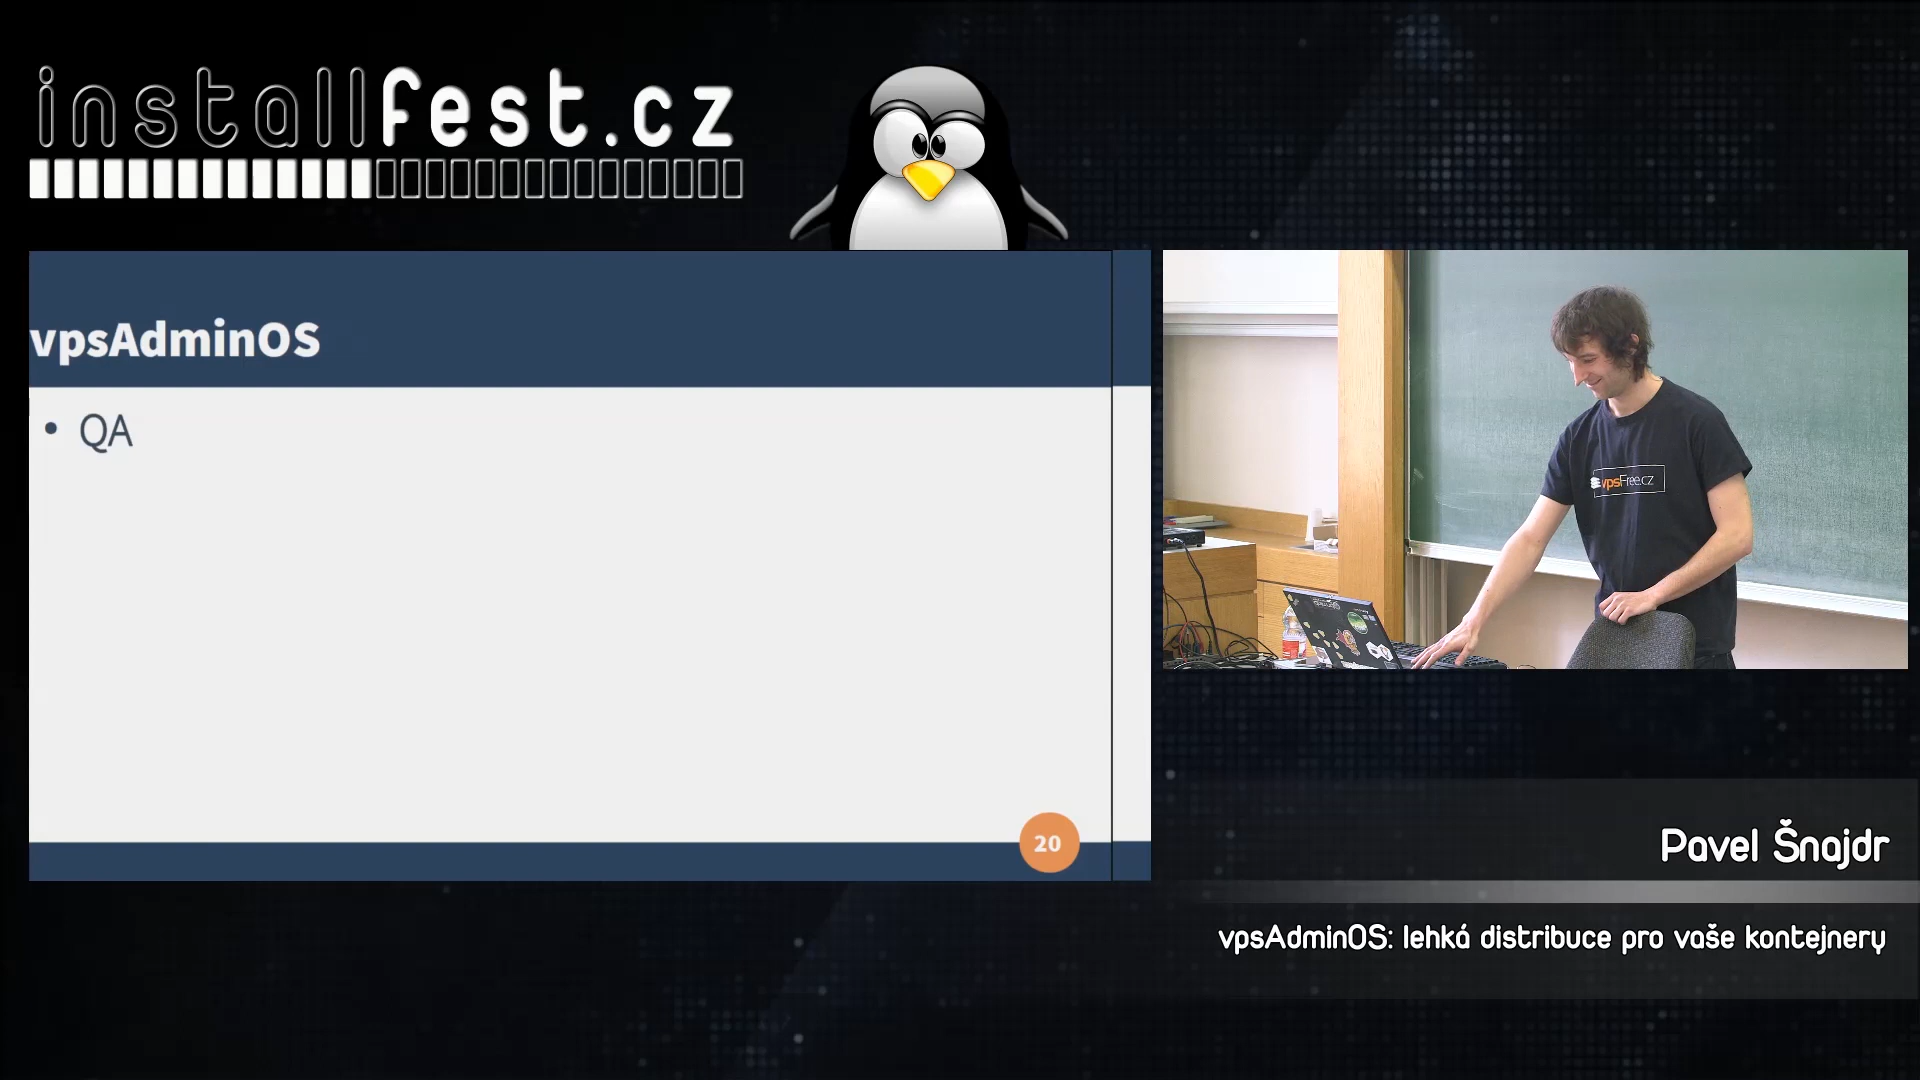 installfest.cz
vpsAdminOS
• QA
20
vpsFree.cz
Pavel Šnajdr
vpsAdminOS: lehká distribuce pro vaše kontejnery